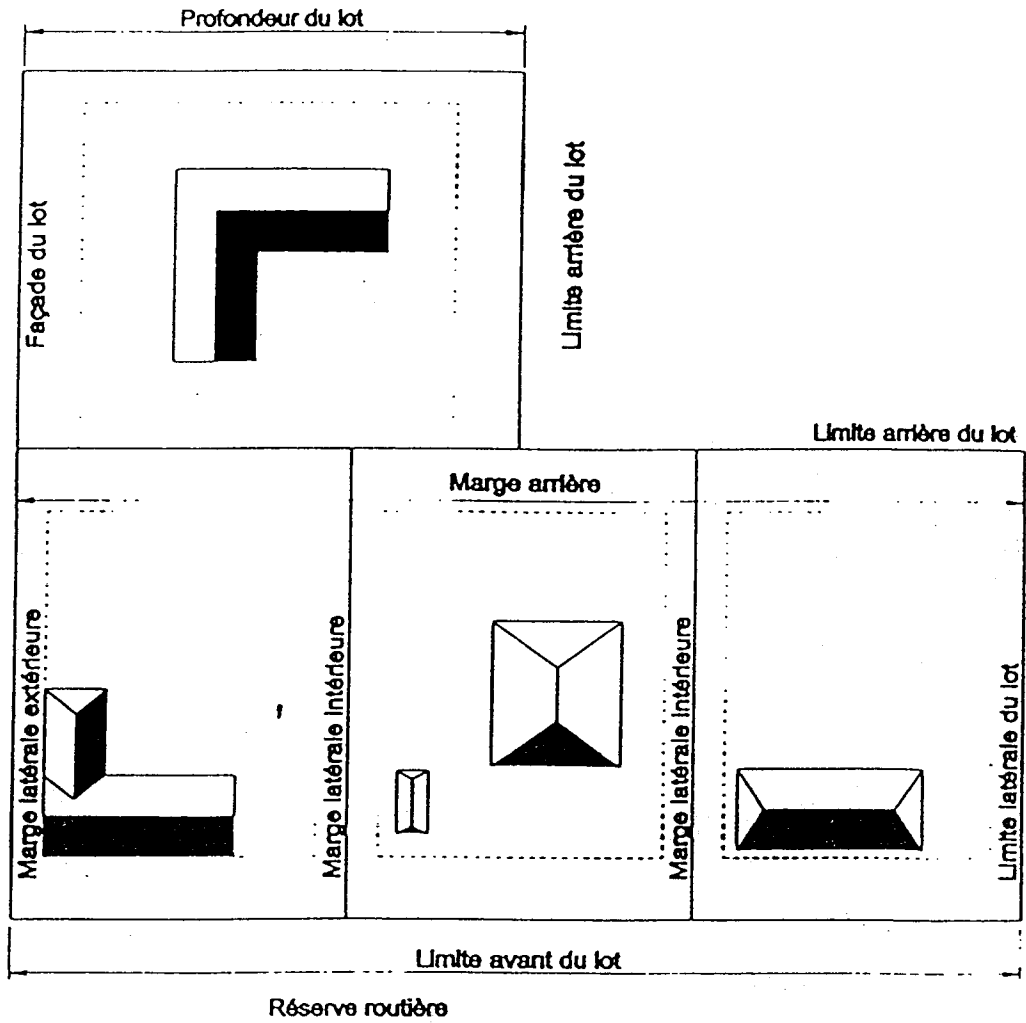 Profondeur du lot
Façade du lot
Limite arrière du lot
Limite arrière du lot
Marge arrière
Marge latérale extérieure
Marge latérale intérieure
Marge latérale intérieure
Limite latérale du lot
Limite avant du lot
Réserve routière